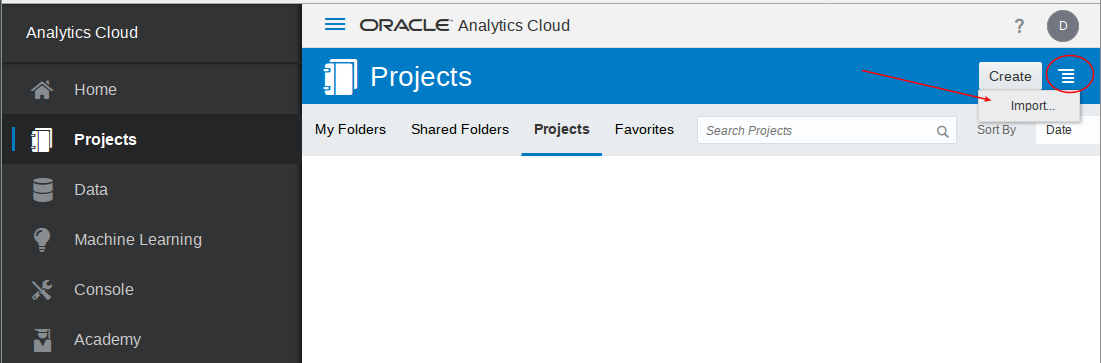 Analytics Cloud
ORACLE Analytics Cloud
? D
Home
Projects
Data
Machine Learning
Console
Academy
Projects
Create
Import...
My Folders Shared Folders Projects Favorites Search Projects Sort By Date